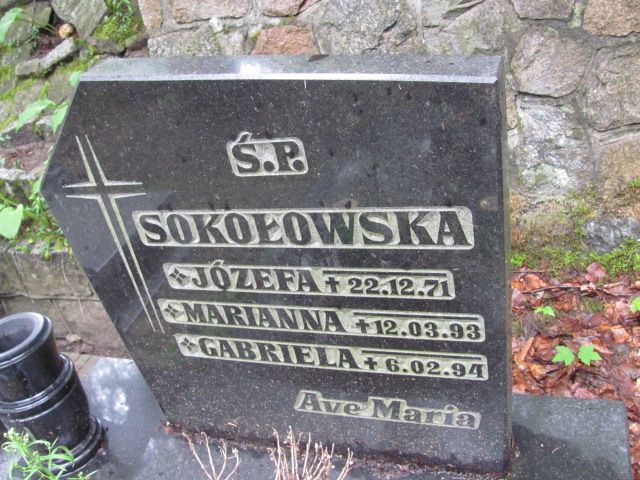 Ś.P.
SOKOŁOWSKA
JÓZEFA ✝ 22.12.71
MARIANNA ✝ 12.03.93
GABRIELA ✝ 6.02.94
Ave Maria